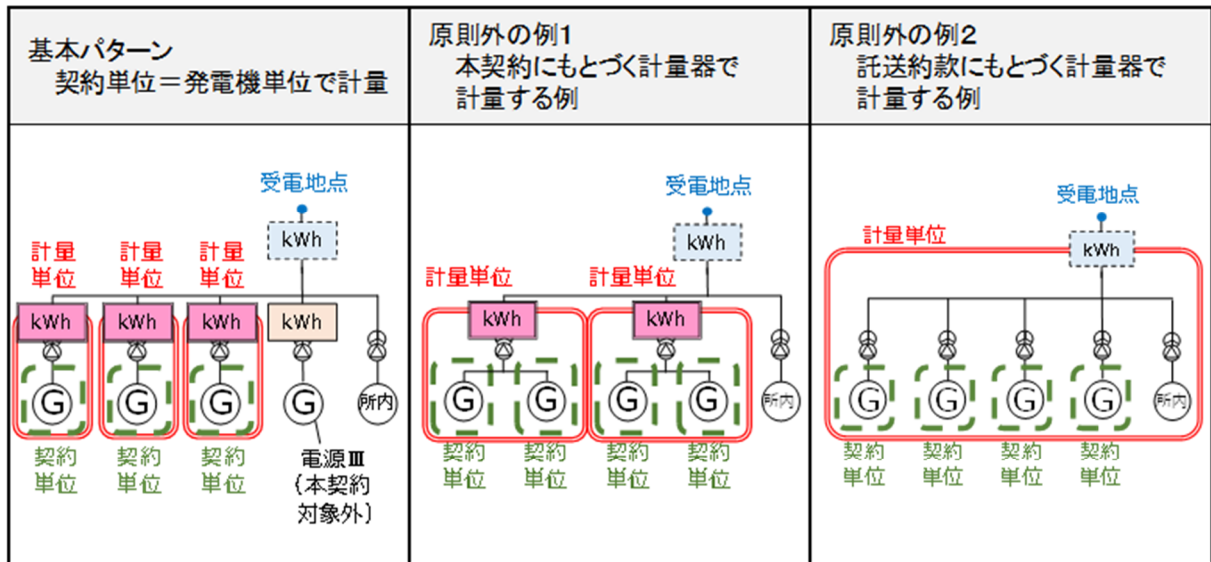 基本パターン
契約単位＝発電機単位で計量
受電地点
kWh
計量
単位
計量
単位
計量
単位
kWh
kWh
kWh
kWh
G
G
G
G
所内
契約
単位
契約
単位
契約
単位
電源Ⅲ
（本契約
対象外）
原則外の例1
本契約にもとづく計量器で
計量する例
受電地点
kWh
計量単位
計量単位
kWh
kWh
G
G
G
G
所内
契約
単位
契約
単位
契約
単位
契約
単位
原則外の例2
託送約款にもとづく計量器で
計量する例
受電地点
計量単位
kWh
G
G
G
G
所内
契約
単位
契約
単位
契約
単位
契約
単位